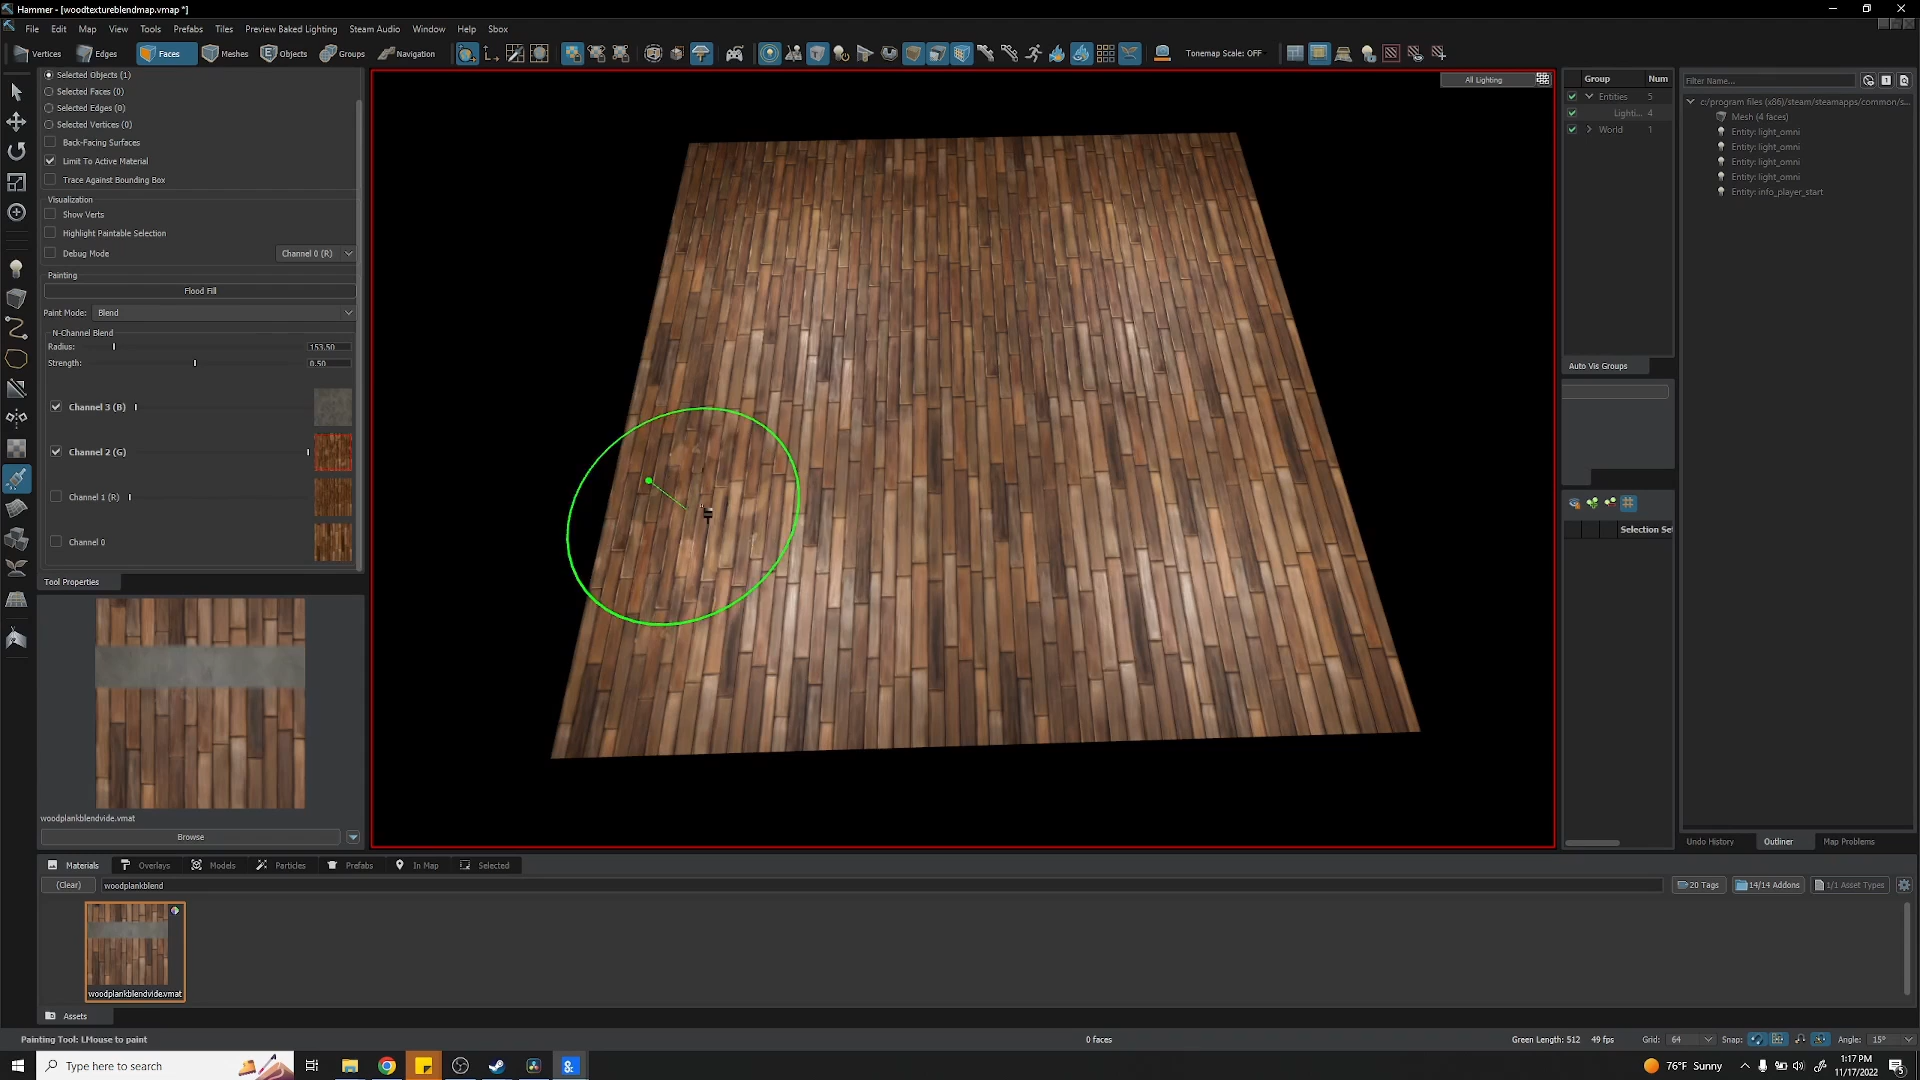 Hammer - [woodtextureblendmap.vmap *]
File Edit Map View Tools Prefabs Tiles Preview Baked Lighting Steam Audio Window Help Sbox
Vertices Edges Faces Meshes Objects Groups Navigation Tonemap Scale: OFF
Selected Objects (1)
Selected Faces (0)
Selected Edges (0)
Selected Vertices (0)
Back-Facing Surfaces
Limit To Active Material
Trace Against Bounding Box
Visualization
Show Verts
Highlight Paintable Selection
Debug Mode Channel 0 (R)
Painting
Flood Fill
Paint Mode: Blend
N-Channel Blend
Radius: 153.50
Strength: 0.50
Channel 3 (B)
Channel 2 (G)
Channel 1 (R)
Channel 0
Tool Properties
woodplankblendvide.vmat
Browse
All Lighting
Group Num
Entities 5
Lighti... 4
World 1
Auto Vis Groups
Selection Se
Filter Name...
c:/program files (x86)/steam/steamapps/common/s...
Mesh (4 faces)
Entity: light_omni
Entity: light_omni
Entity: light_omni
Entity: light_omni
Entity: info_player_start
Undo History Outliner Map Problems
Materials Overlays Models Particles Prefabs In Map Selected
(Clear) woodplankblend 20 Tags 14/14 Addons 1/1 Asset Types
woodplankblendvide.vmat
Assets
Painting Tool: LMouse to paint 0 faces Green Length: 512 49 fps Grid: 64 Snap: Angle: 15°
Type here to search 76°F Sunny 1:17 PM
11/17/2022 5